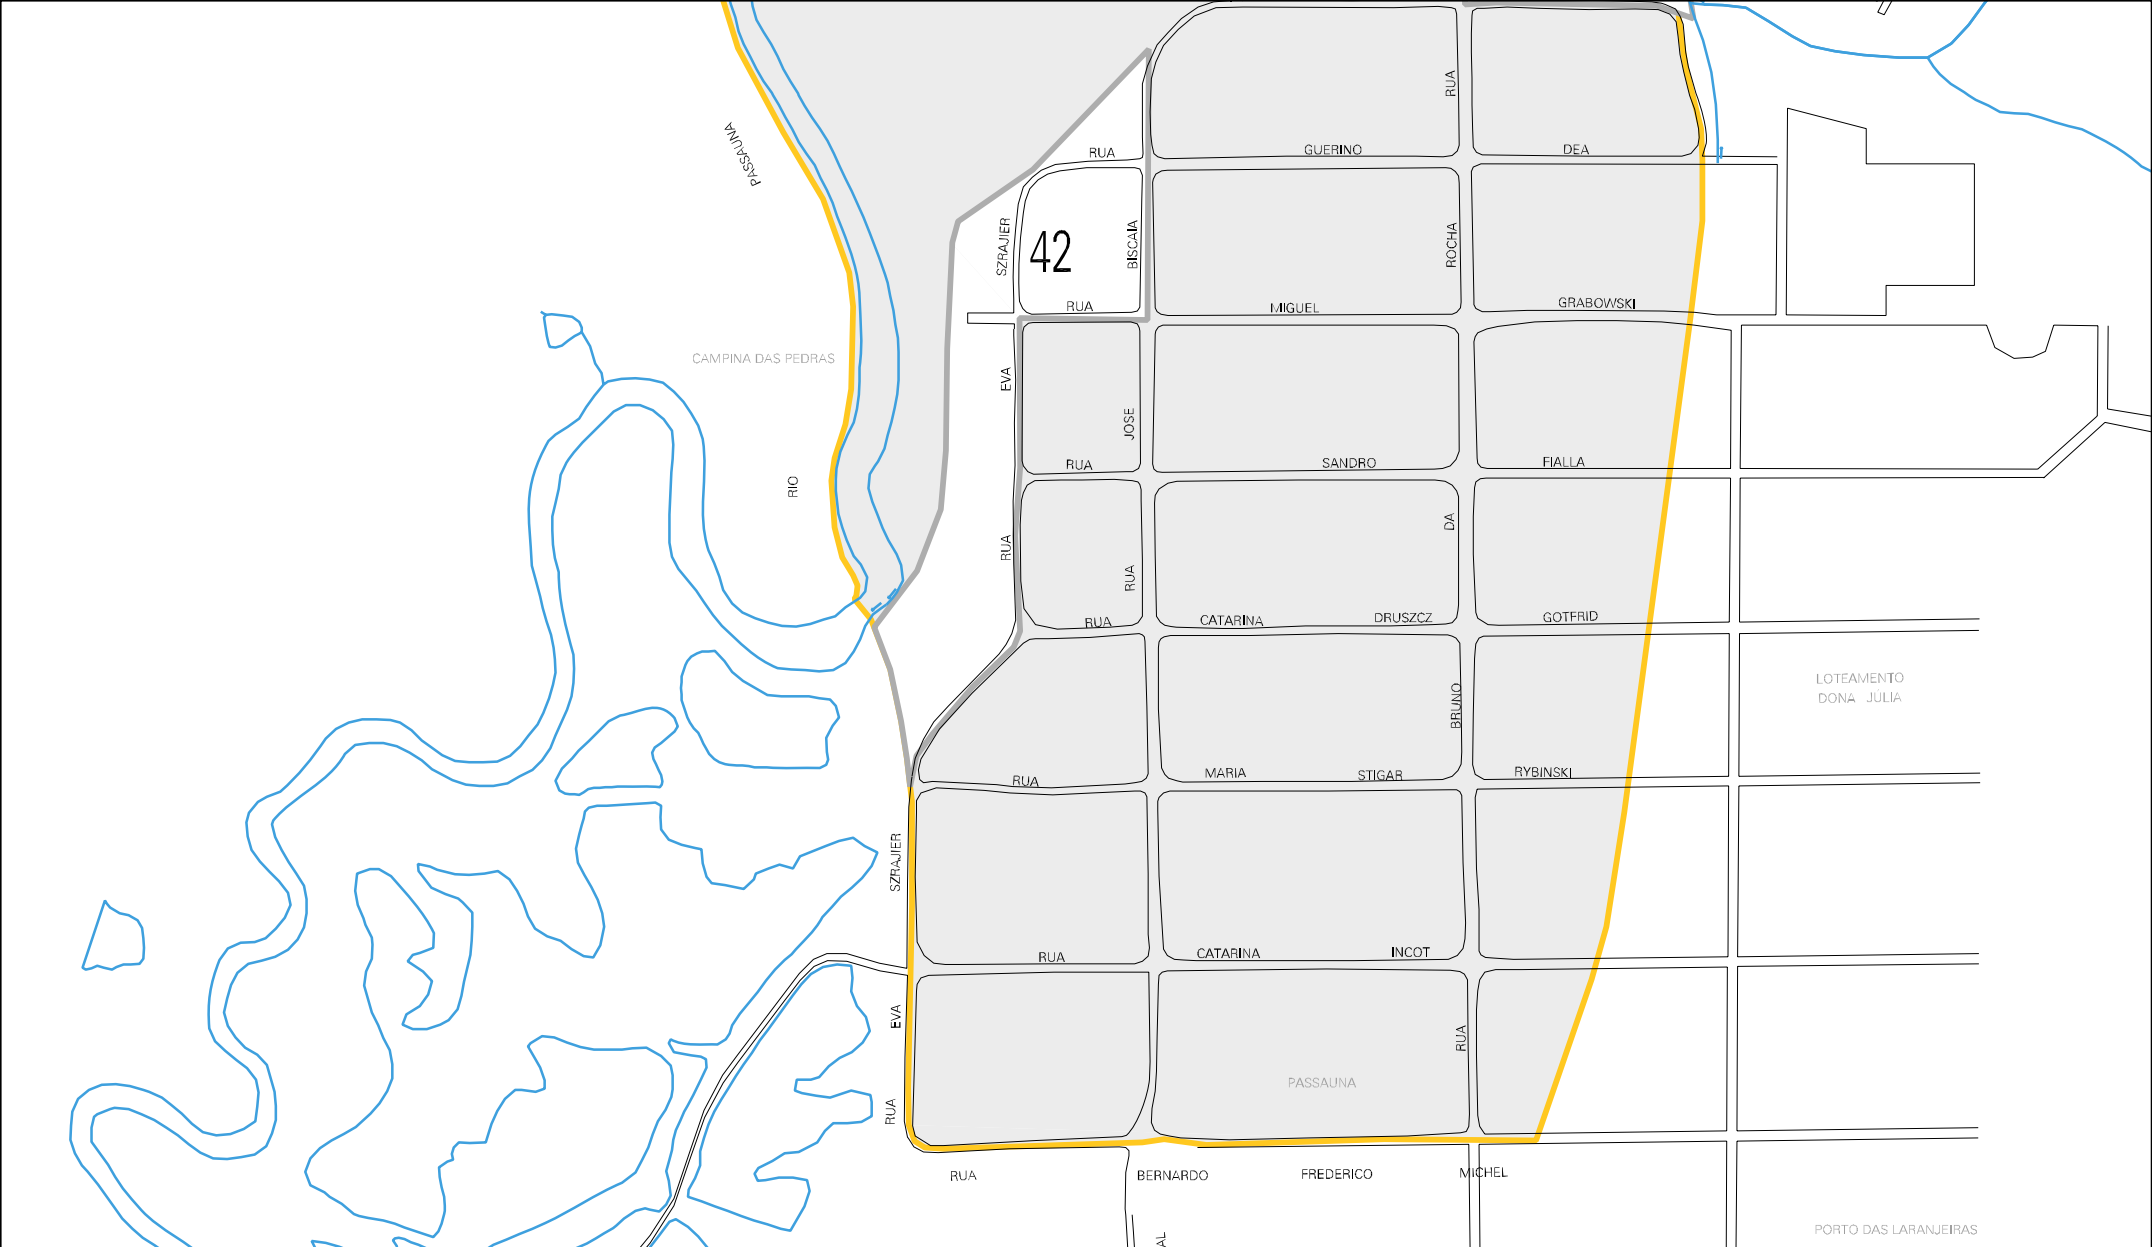 RUA
PASSAUNA
RUA
GUERINO
DEA
SZRAJIER
42
BISCAIA
ROCHA
RUA
MIGUEL
GRABOWSKI
CAMPINA DAS PEDRAS
EVA
JOSE
RUA
SANDRO
FIALLA
RIO
DA
RUA
RUA
RUA
CATARINA
DRUSZCZ
GOTFRID
LOTEAMENTO
DONA JÚLIA
BRUNO
RUA
MARIA
STIGAR
RYBINSKI
SZRAJIER
RUA
CATARINA
INCOT
EVA
RUA
PASSAUNA
RUA
RUA
BERNARDO
FREDERICO
MICHEL
PORTO DAS LARANJEIRAS
AL